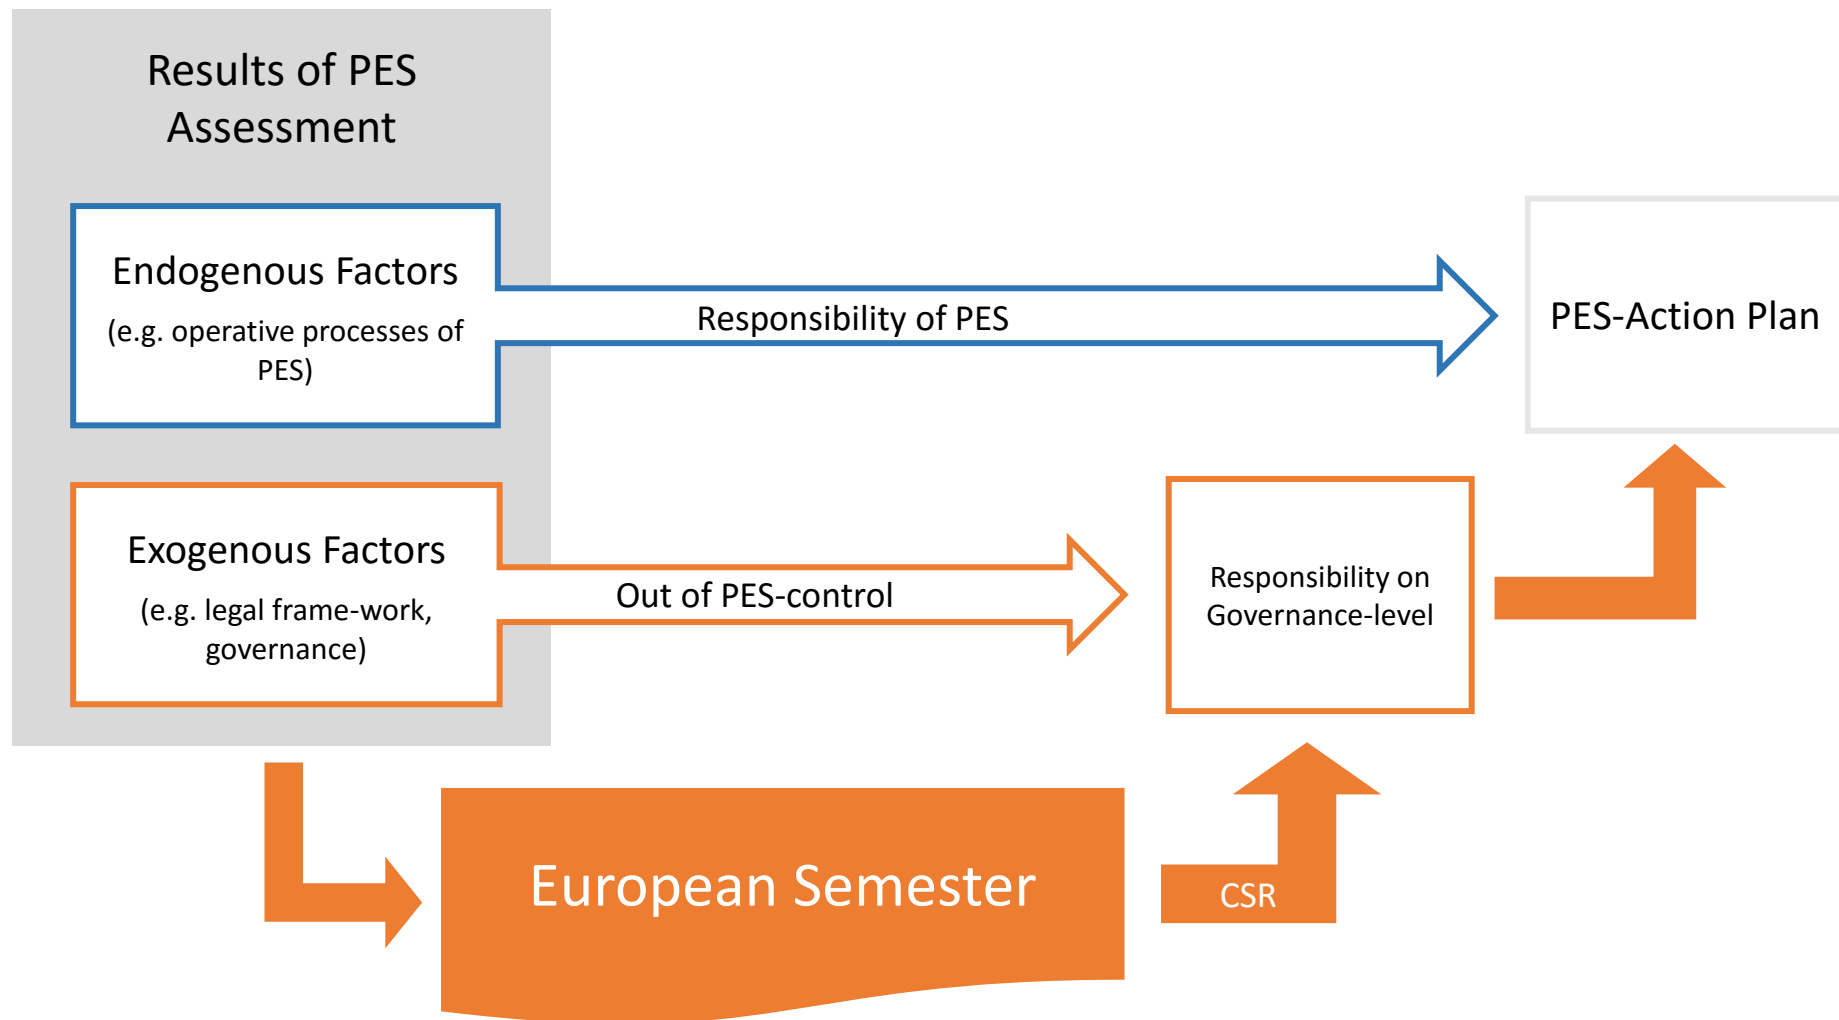 Results of PES
Assessment
Endogenous Factors
(e.g. operative processes of
PES)
Responsibility of PES
PES-Action Plan
Exogenous Factors
(e.g. legal frame-work,
governance)
Out of PES-control
Responsibility on
Governance-level
European Semester
CSR